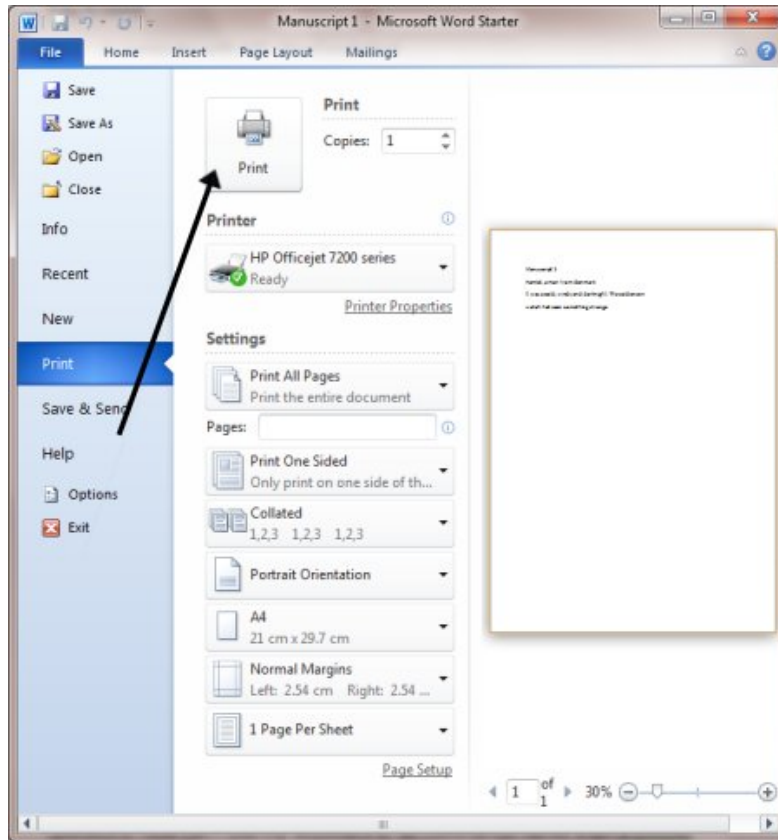 Manuscript 1 - Microsoft Word Starter
File Home Insert Page Layout Mailings
Save
Save As
Open
Close
Info
Recent
New
Print
Save & Send
Help
Options
Exit
Print
Print
Copies: 1
Printer
HP Officejet 7200 series
Ready
Printer Properties
Settings
Print All Pages
Print the entire document
Pages:
Print One Sided
Only print on one side of th...
Collated
1,2,3 1,2,3 1,2,3
Portrait Orientation
A4
21 cm x 29.7 cm
Normal Margins
Left: 2.54 cm Right: 2.54 ...
1 Page Per Sheet
Page Setup
Manuscript 1
1 of 1 30%